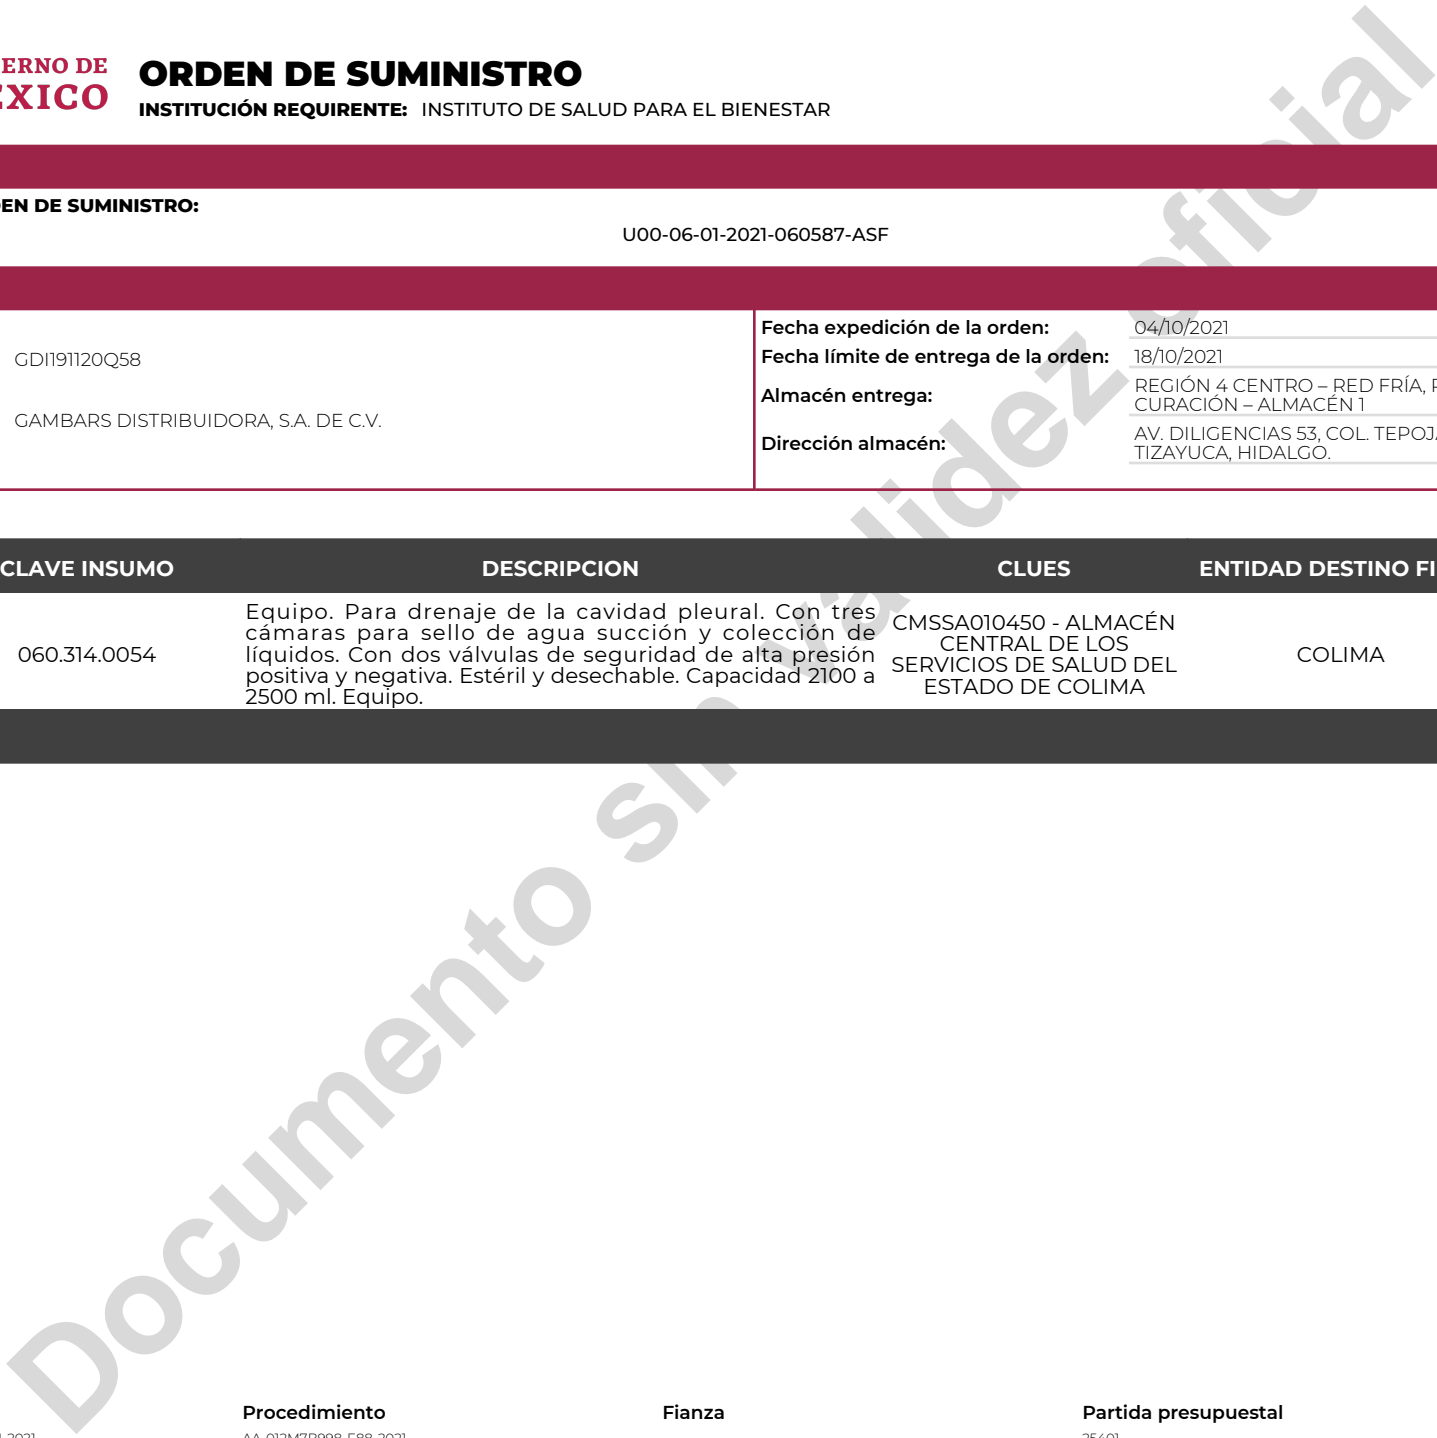 ERNO DE
ÉXICO
ORDEN DE SUMINISTRO
INSTITUCIÓN REQUIRENTE: INSTITUTO DE SALUD PARA EL BIENESTAR
EN DE SUMINISTRO:
U00-06-01-2021-060587-ASF
GDI191120Q58
GAMBARS DISTRIBUIDORA, S.A. DE C.V.
Fecha expedición de la orden: 04/10/2021
Fecha límite de entrega de la orden: 18/10/2021
Almacén entrega:
REGIÓN 4 CENTRO – RED FRÍA,
CURACIÓN – ALMACÉN 1
Dirección almacén:
AV. DILIGENCIAS 53, COL. TEPOJ
TIZAYUCA, HIDALGO.
CLAVE INSUMO DESCRIPCION CLUES ENTIDAD DESTINO FI
060.314.0054
Equipo. Para drenaje de la cavidad pleural. Con tres
cámaras para sello de agua succión y colección de
líquidos. Con dos válvulas de seguridad de alta presión
positiva y negativa. Estéril y desechable. Capacidad 2100 a
2500 ml. Equipo.
CMSSA010450 - ALMACÉN
CENTRAL DE LOS
SERVICIOS DE SALUD DEL
ESTADO DE COLIMA
COLIMA
Documento sin validez oficial
Procedimiento Fianza Partida presupuestal